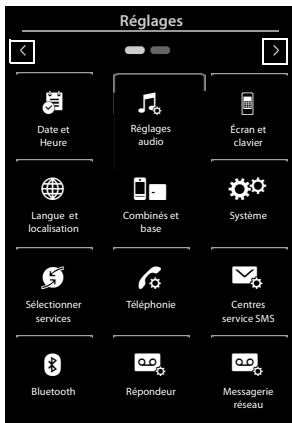 Réglages
Date et
Heure
Réglages
audio
Écran et
clavier
Langue et
localisation
Combinés et
base
Système
Sélectionner
services
Téléphonie
Centres
service SMS
Bluetooth
Répondeur
Messagerie
réseau